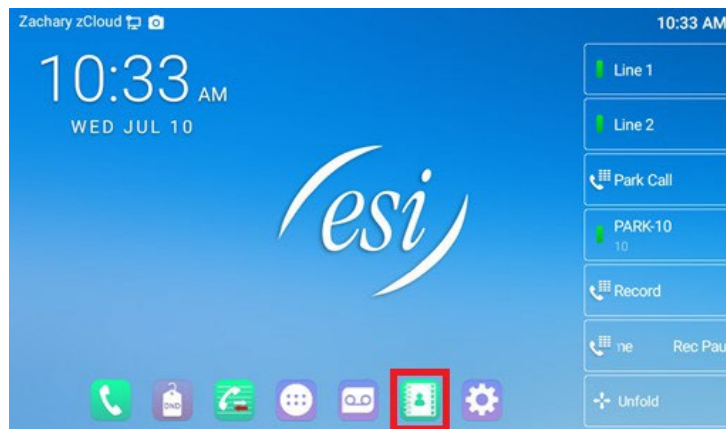 Zachary zCloud
10:33 AM
10:33 AM
WED JUL 10
esi
Line 1
Line 2
Park Call
PARK-10
10
Record
ne Rec Pau
Unfold
DND